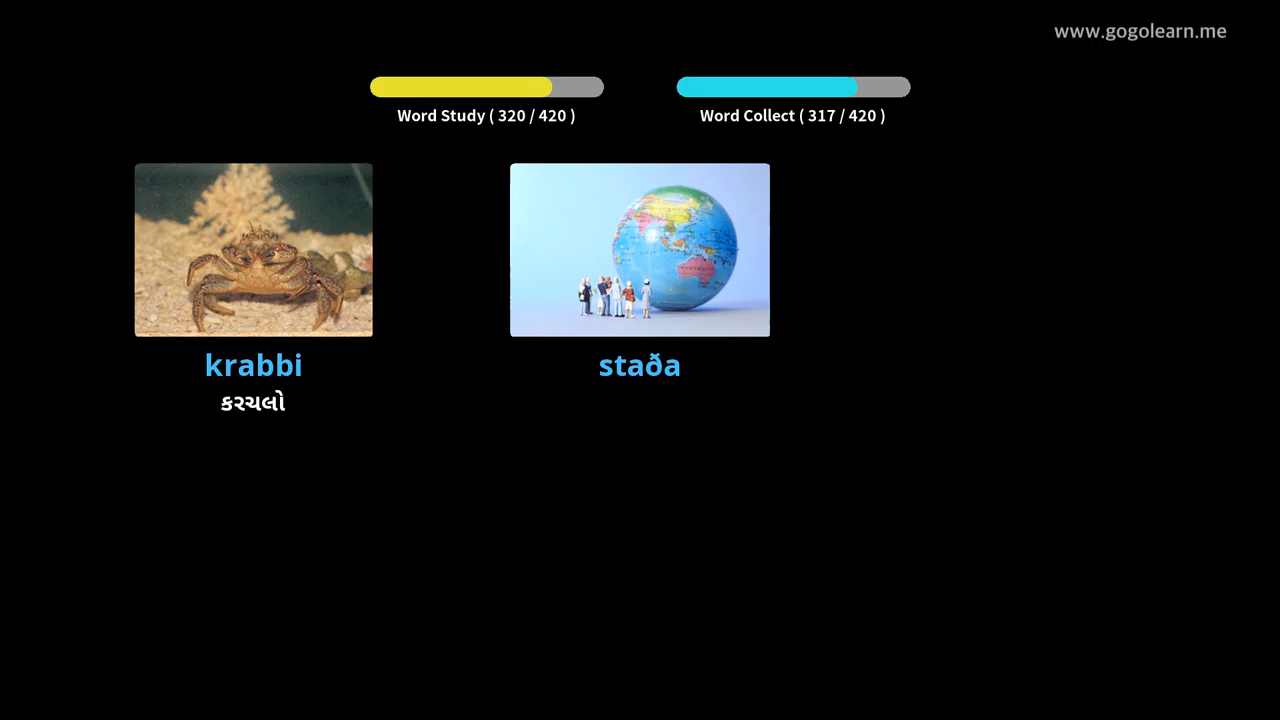 www.gogolearn.me
Word Study ( 320 / 420 )
Word Collect ( 317 / 420 )
krabbi
કરચલો
staða